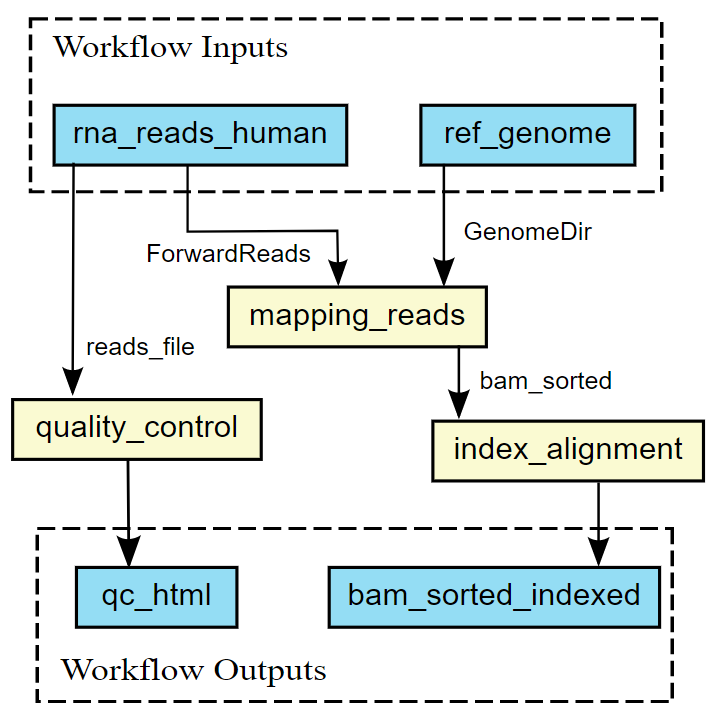 Workflow Inputs
rna_reads_human
ref_genome
GenomeDir
ForwardReads
mapping_reads
reads_file
bam_sorted
quality_control
index_alignment
qc_html
bam_sorted_indexed
Workflow Outputs